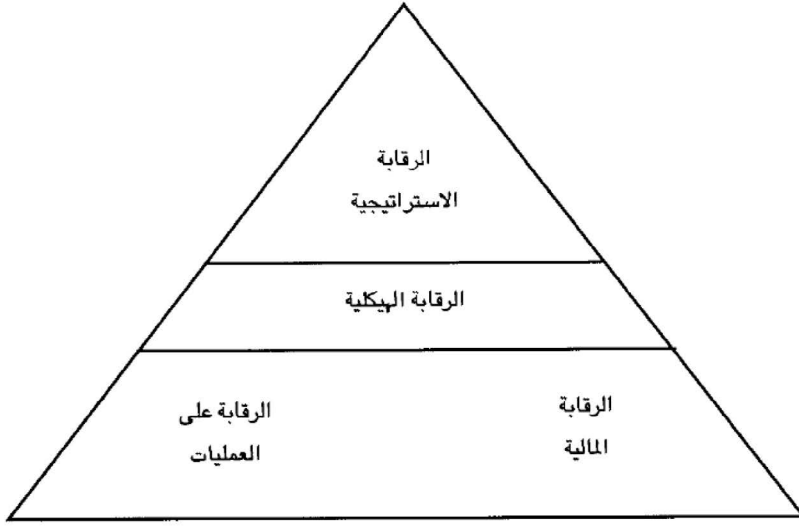 الرقابة
الاستراتيجية
الرقابة الهيكلية
الرقابة
المالية
الرقابة على
العمليات